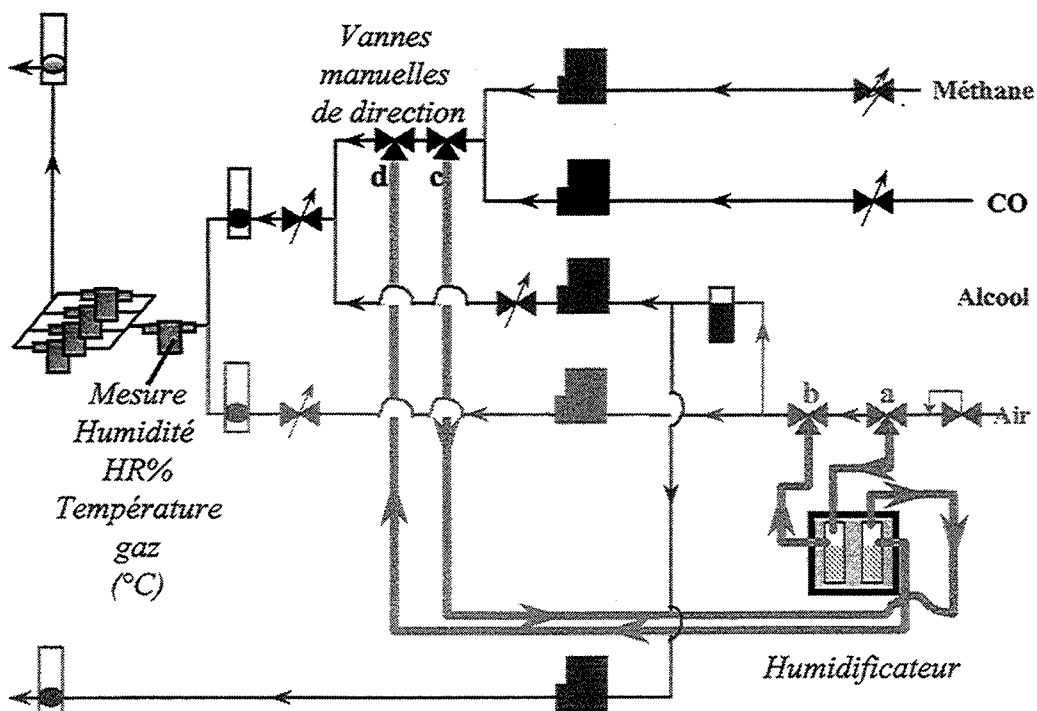 Vannes
manuelles
de direction
Méthane
d
c
CO
Alcool
b
a
Air
Mesure
Humidité
HR%
Température
gaz
(°C)
Humidificateur